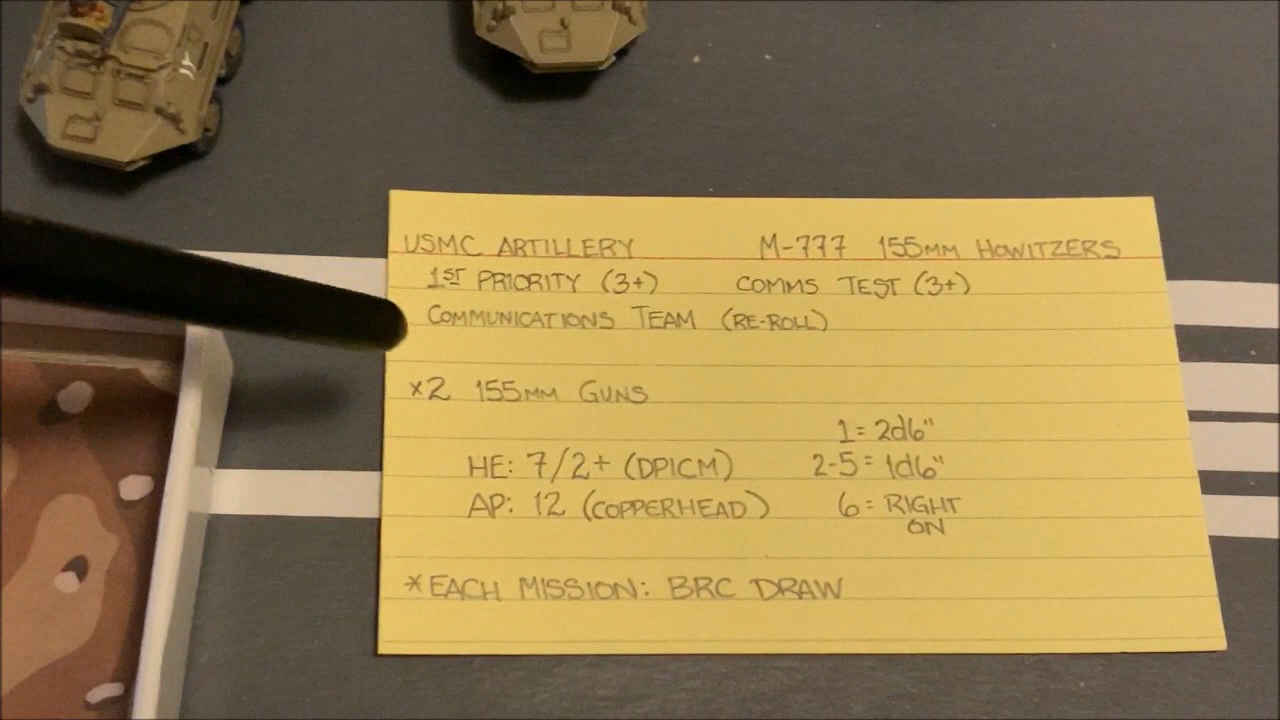 USMC ARTILLERY M-777 155MM HOWITZERS
1ST PRIORITY (3+) COMMS TEST (3+)
COMMUNICATIONS TEAM (RE-ROLL)
x2 155MM GUNS
1= 2d6"
HE: 7/2+ (DPICM) 2-5= 1d6"
AP: 12 (COPPERHEAD) 6= RIGHT
ON
*EACH MISSION: BRC DRAW